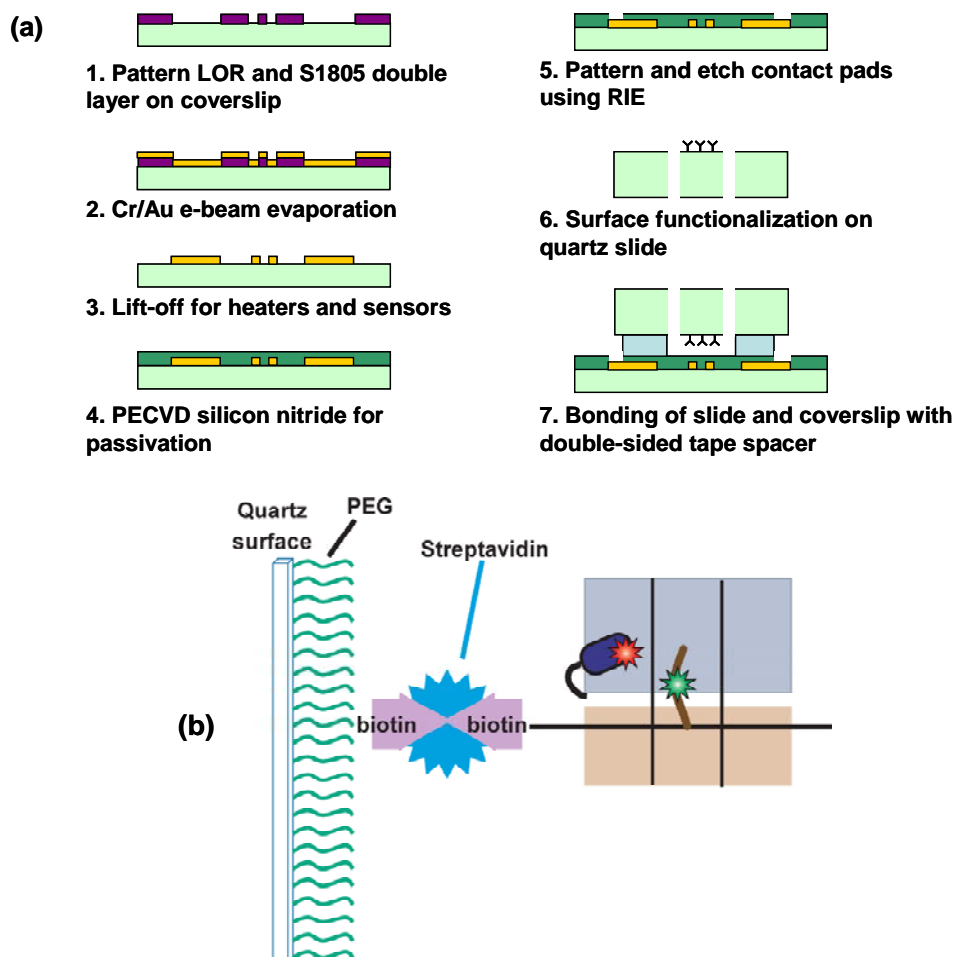 (a)
1. Pattern LOR and S1805 double
layer on coverslip
2. Cr/Au e-beam evaporation
3. Lift-off for heaters and sensors
4. PECVD silicon nitride for
passivation
5. Pattern and etch contact pads
using RIE
6. Surface functionalization on
quartz slide
7. Bonding of slide and coverslip with
double-sided tape spacer
(b)
Quartz
surface
PEG
Streptavidin
biotin
biotin